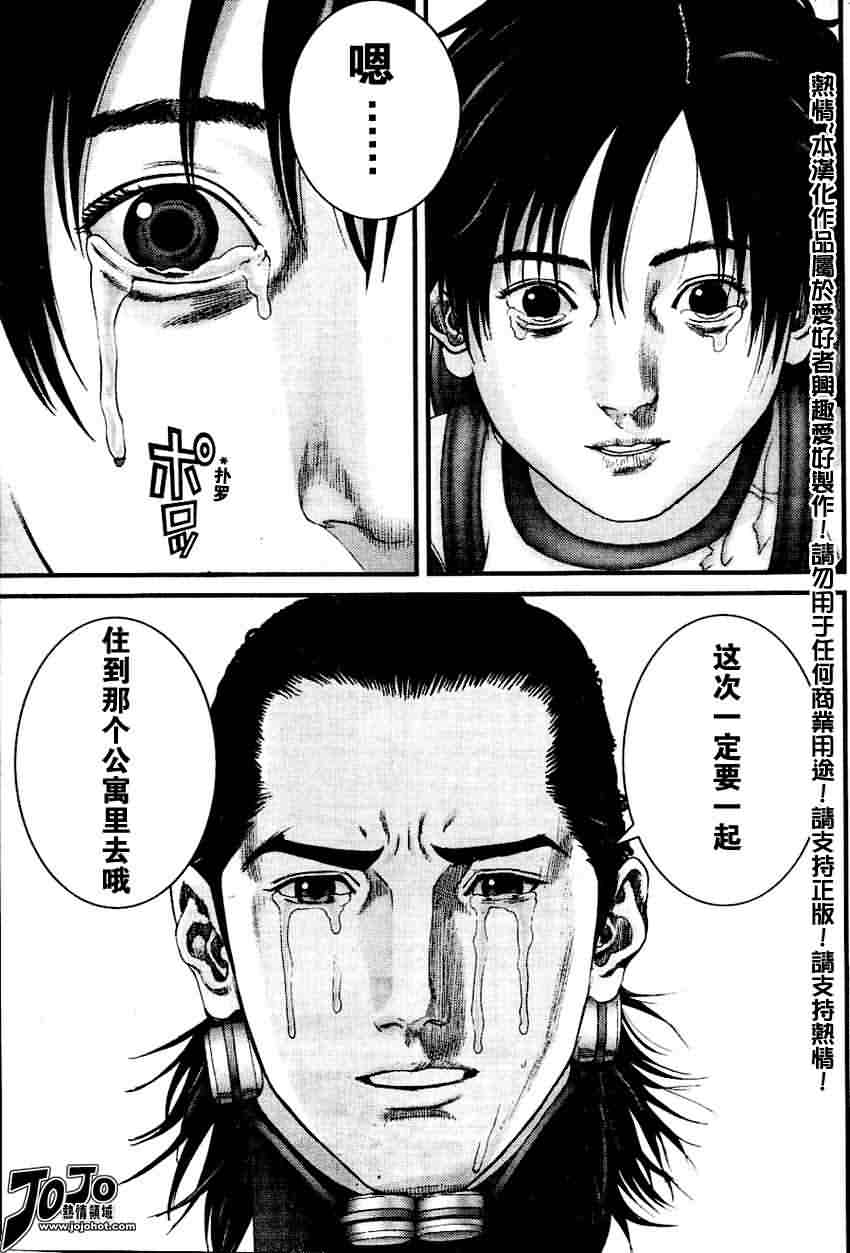 嗯……
ポロッ
*扑罗
这次一定要一起
住到那个公寓里去哦
熱情，本漢化作品屬於愛好者興趣愛好製作！請勿用于任何商業用途！請支持正版！請支持熱情！
JOJO
熱情領域
www.jojohot.com